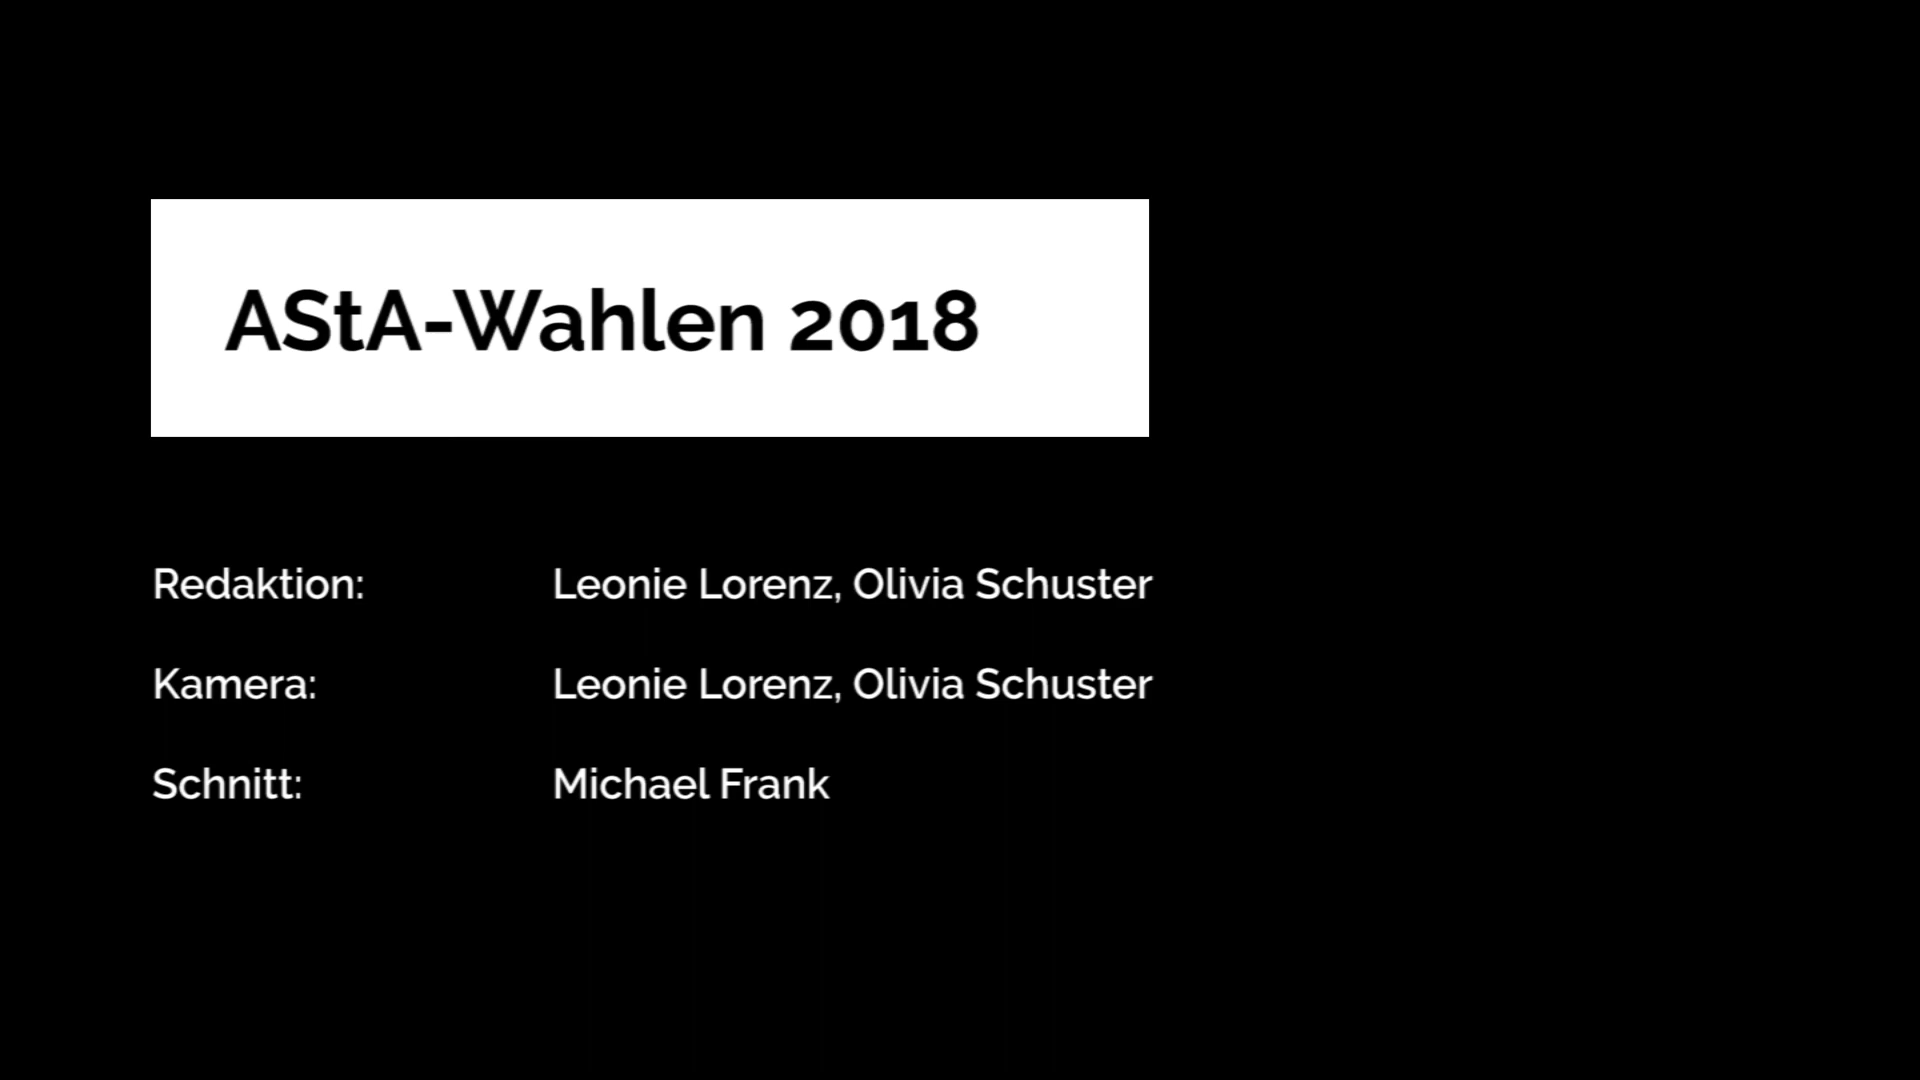 AStA-Wahlen 2018
Redaktion: Leonie Lorenz, Olivia Schuster
Kamera: Leonie Lorenz, Olivia Schuster
Schnitt: Michael Frank